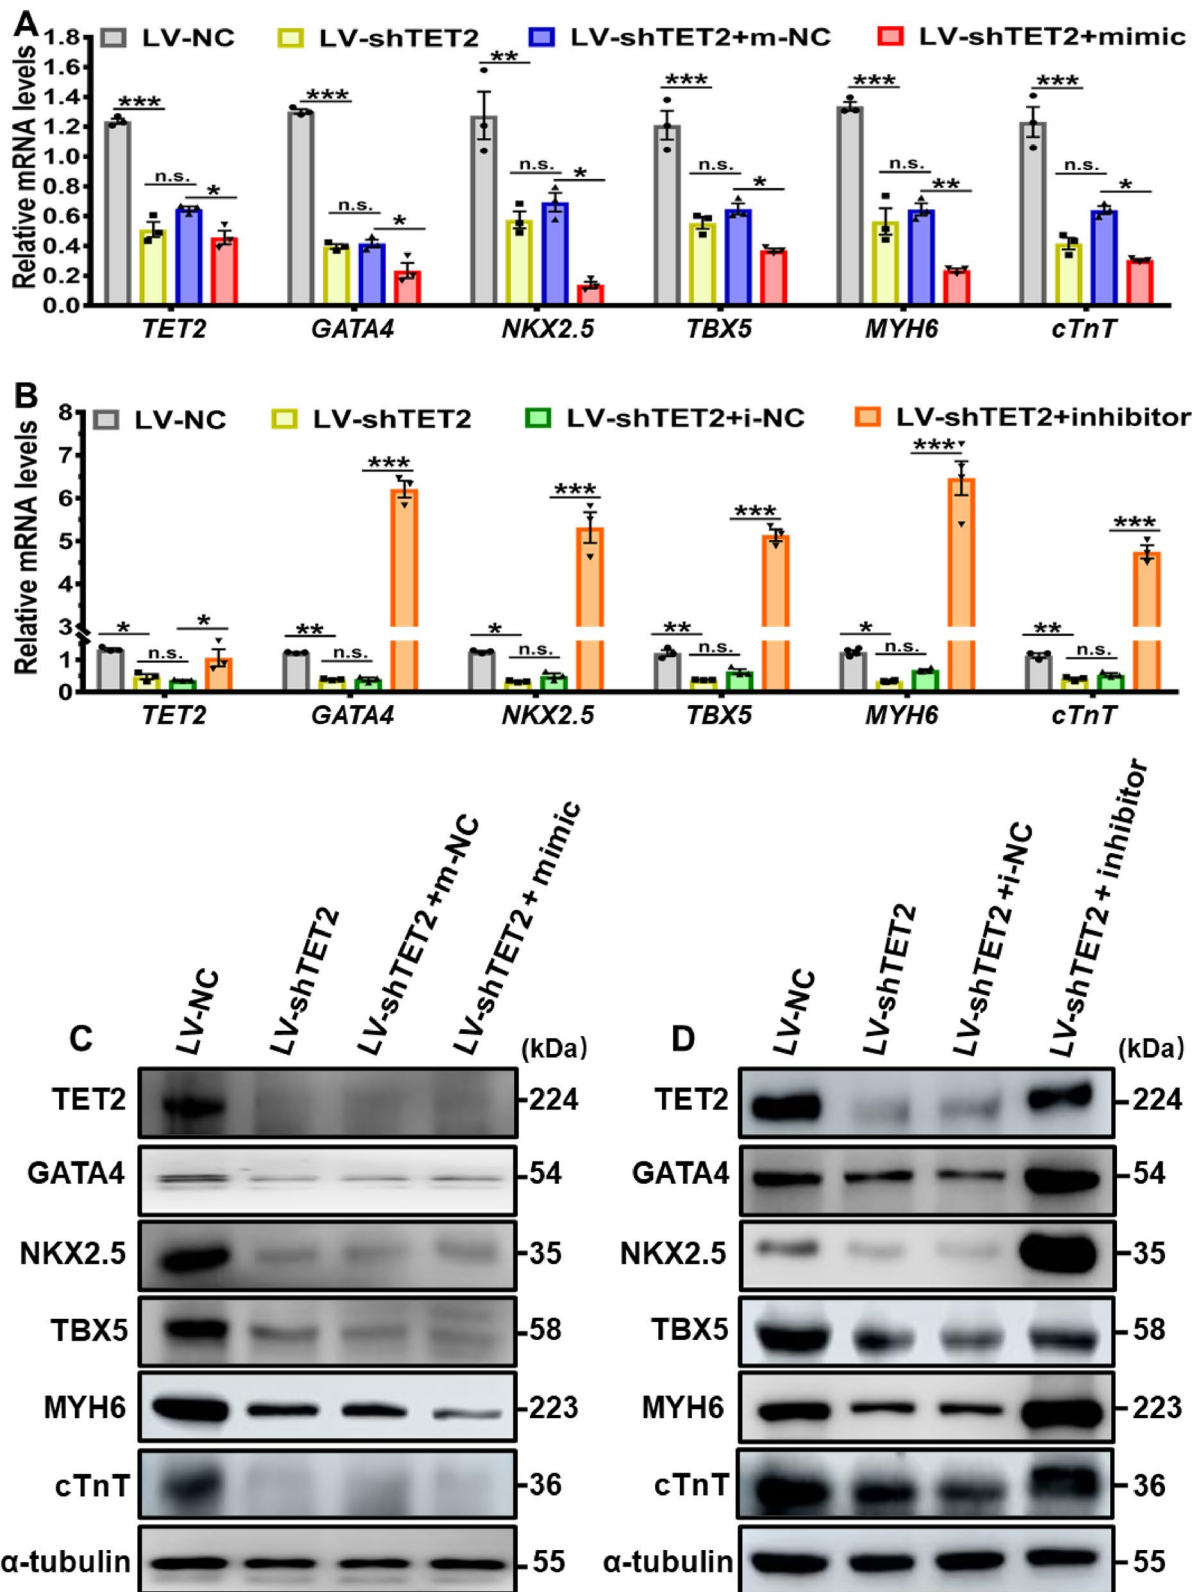 A
LV-NC LV-shTET2 LV-shTET2+m-NC LV-shTET2+mimic
Relative mRNA levels
1.8
1.6
1.4
1.2
1.0
0.8
0.6
0.4
0.2
0.0
*** n.s. *
*** n.s. *
** n.s. *
*** n.s. *
*** n.s. **
*** n.s. *
TET2 GATA4 NKX2.5 TBX5 MYH6 cTnT
B
LV-NC LV-shTET2 LV-shTET2+i-NC LV-shTET2+inhibitor
Relative mRNA levels
8
7
6
5
4
3
1
0
* n.s. *
** n.s. ***
* n.s. ***
** n.s. ***
* n.s. ***
** n.s. ***
TET2 GATA4 NKX2.5 TBX5 MYH6 cTnT
C
LV-NC
LV-shTET2
LV-shTET2+m-NC
LV-shTET2+ mimic
(kDa)
TET2 224
GATA4 54
NKX2.5 35
TBX5 58
MYH6 223
cTnT 36
α-tubulin 55
D
LV-NC
LV-shTET2
LV-shTET2+i-NC
LV-shTET2+ inhibitor
(kDa)
TET2 224
GATA4 54
NKX2.5 35
TBX5 58
MYH6 223
cTnT 36
α-tubulin 55